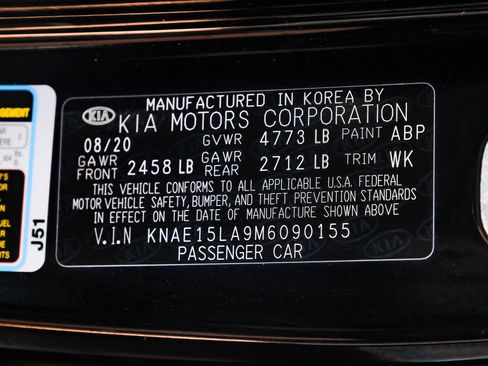 MANUFACTURED IN KOREA BY
KIA KIA MOTORS CORPORATION
08/20 GVWR 4773 LB PAINT ABP
GAWR FRONT 2458 LB GAWR REAR 2712 LB TRIM WK
THIS VEHICLE CONFORMS TO ALL APPLICABLE U.S.A. FEDERAL
MOTOR VEHICLE SAFETY, BUMPER, AND THEFT PREVENTION STANDARDS
IN EFFECT ON THE DATE OF MANUFACTURE SHOWN ABOVE
V.I.N KNAE15LA9M6090155
PASSENGER CAR
J51